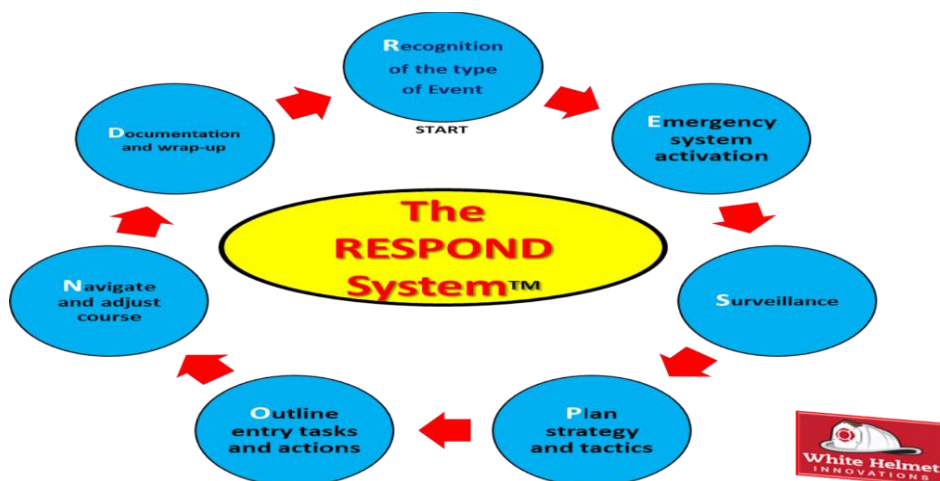 Recognition
of the type
of Event
START
Emergency
system
activation
Surveillance
Plan
strategy
and tactics
Outline
entry tasks
and actions
Navigate
and adjust
course
Documentation
and wrap-up
The
RESPOND
System™
White Helmet
INNOVATIONS